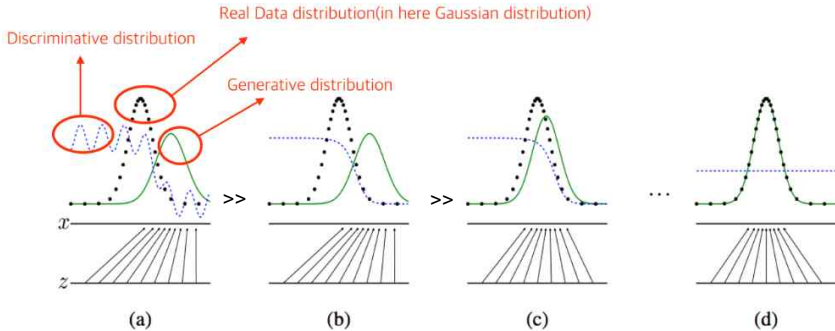 Real Data distribution(in here Gaussian distribution)
Discriminative distribution
Generative distribution
>>
>>
...
x
z
(a)
(b)
(c)
(d)